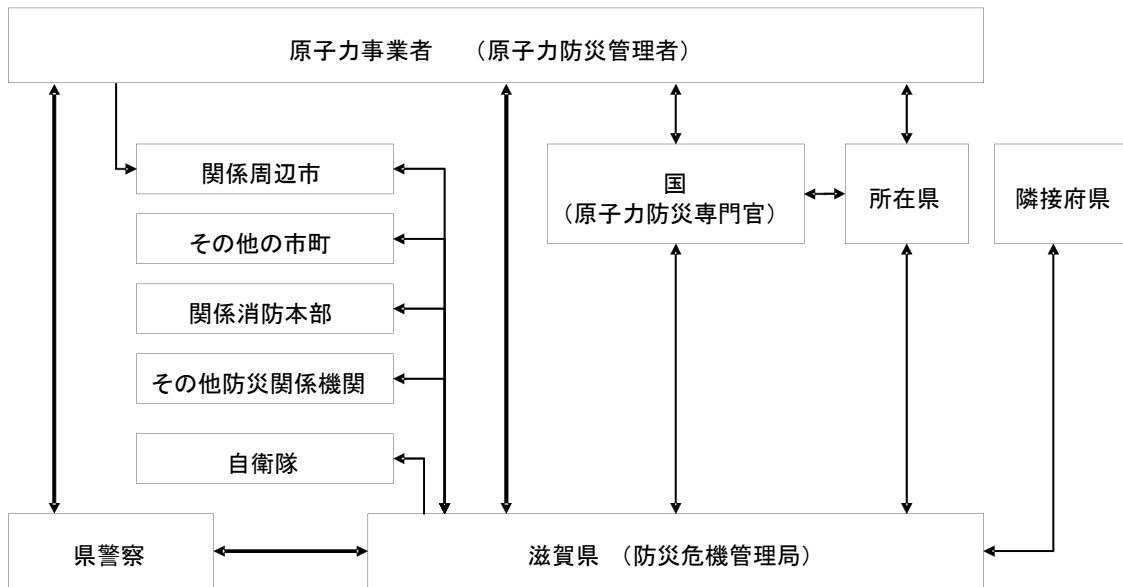 原子力事業者 （原子力防災管理者）
関係周辺市
その他の市町
関係消防本部
その他防災関係機関
自衛隊
国
（原子力防災専門官）
所在県
隣接府県
県警察
滋賀県 （防災危機管理局）